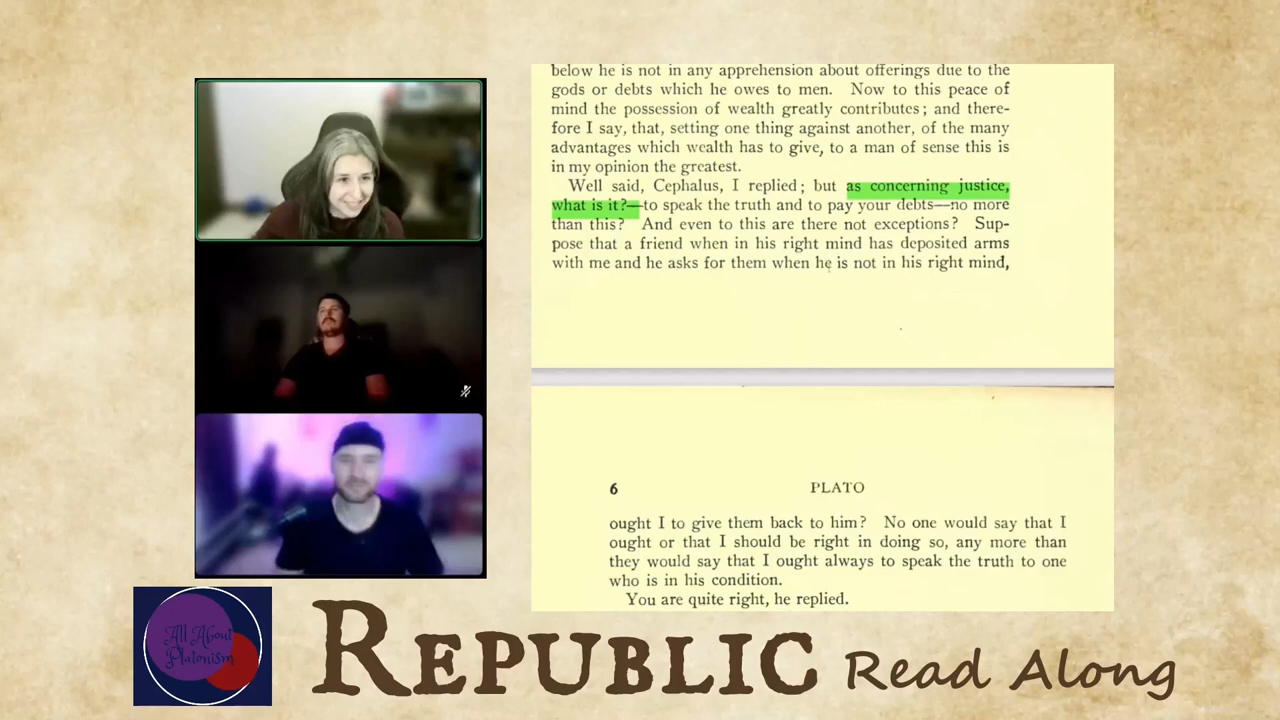 below he is not in any apprehension about offerings due to the
gods or debts which he owes to men. Now to this peace of
mind the possession of wealth greatly contributes; and there-
fore I say, that, setting one thing against another, of the many
advantages which wealth has to give, to a man of sense this is
in my opinion the greatest.
Well said, Cephalus, I replied; but as concerning justice,
what is it?—to speak the truth and to pay your debts—no more
than this? And even to this are there not exceptions? Sup-
pose that a friend when in his right mind has deposited arms
with me and he asks for them when he is not in his right mind,
6 PLATO
ought I to give them back to him? No one would say that I
ought or that I should be right in doing so, any more than
they would say that I ought always to speak the truth to one
who is in his condition.
You are quite right, he replied.
All About
Platonism
REPUBLIC Read Along